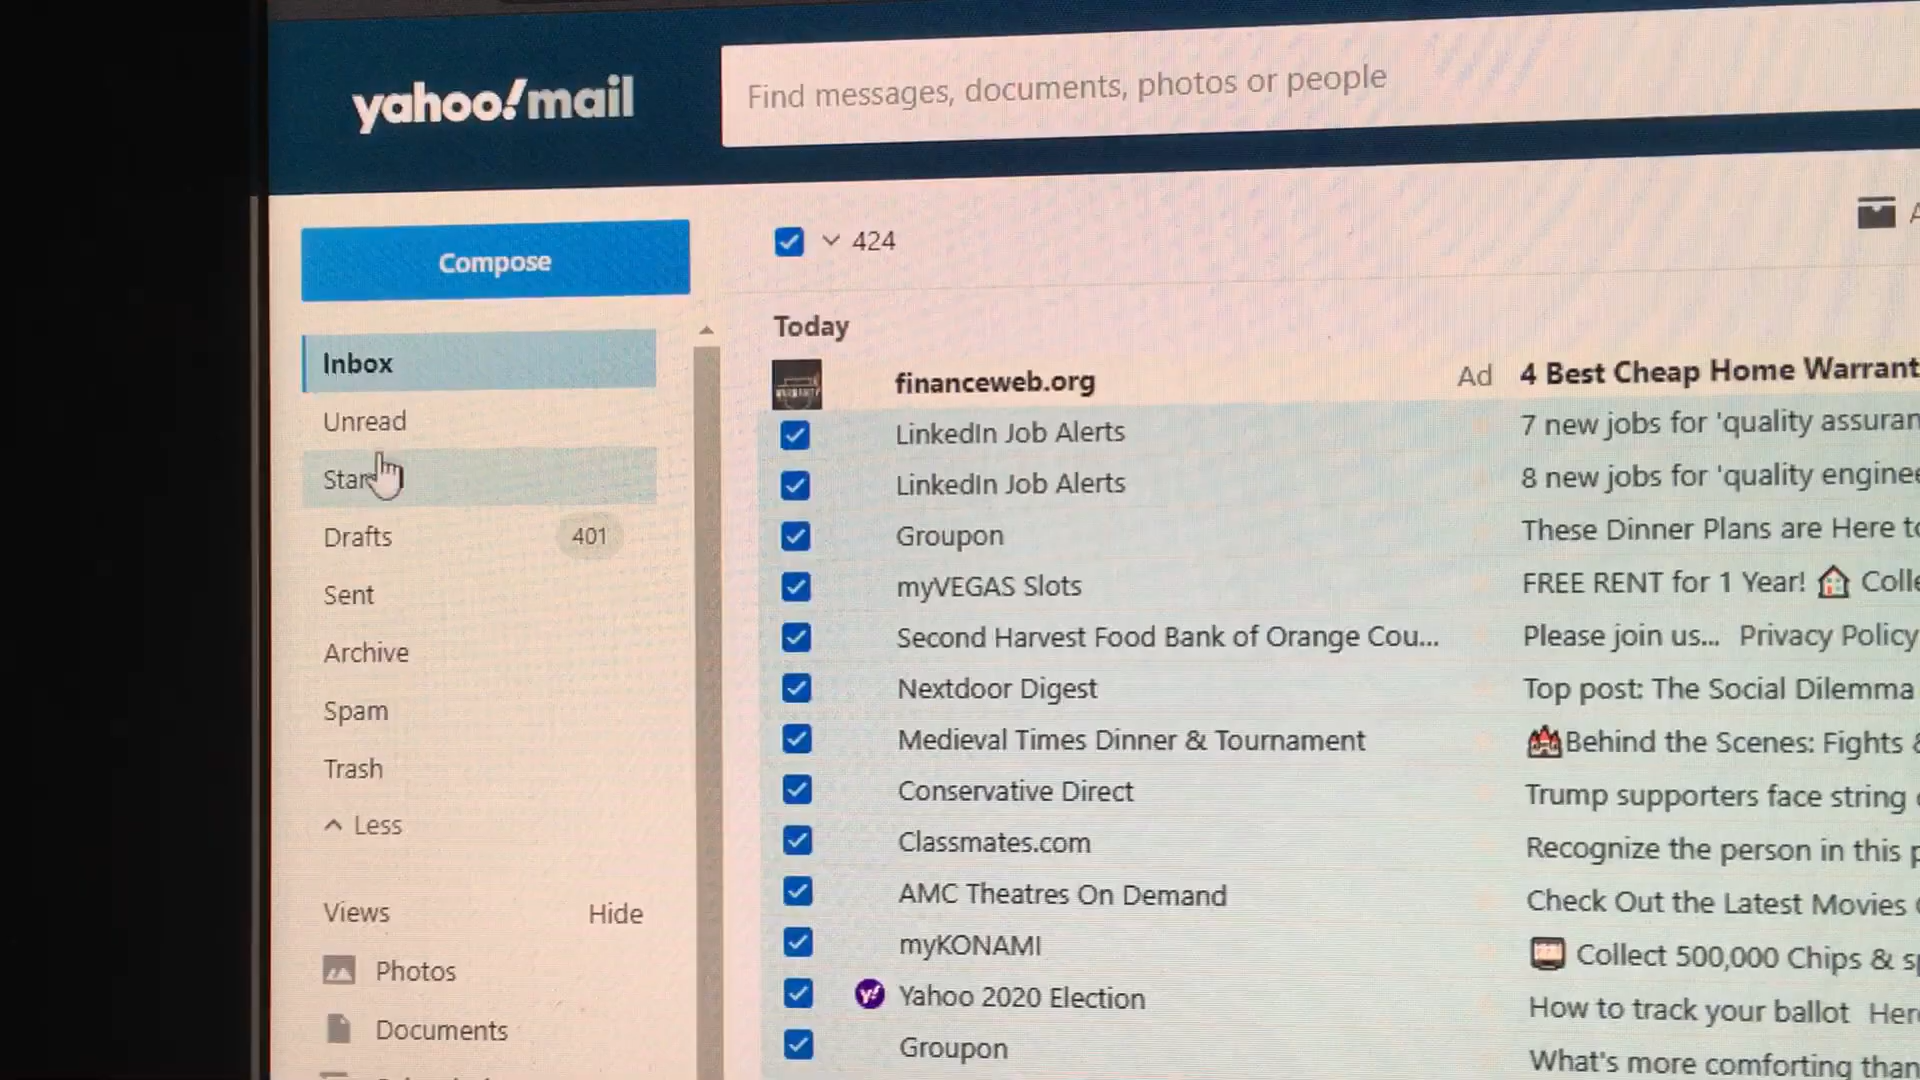 yahoo!mail
Find messages, documents, photos or people
Compose
424
Today
Inbox
Unread
Drafts 401
Sent
Archive
Spam
Trash
Less
Views Hide
Photos
Documents
financeweb.org Ad 4 Best Cheap Home Warrant
LinkedIn Job Alerts 7 new jobs for 'quality assuran
LinkedIn Job Alerts 8 new jobs for 'quality enginee
Groupon These Dinner Plans are Here to
myVEGAS Slots FREE RENT for 1 Year! Colle
Second Harvest Food Bank of Orange Cou... Please join us... Privacy Policy
Nextdoor Digest Top post: The Social Dilemma
Medieval Times Dinner & Tournament Behind the Scenes: Fights &
Conservative Direct Trump supporters face string
Classmates.com Recognize the person in this p
AMC Theatres On Demand Check Out the Latest Movies
myKONAMI Collect 500,000 Chips & sp
Yahoo 2020 Election How to track your ballot Here
Groupon What's more comforting than